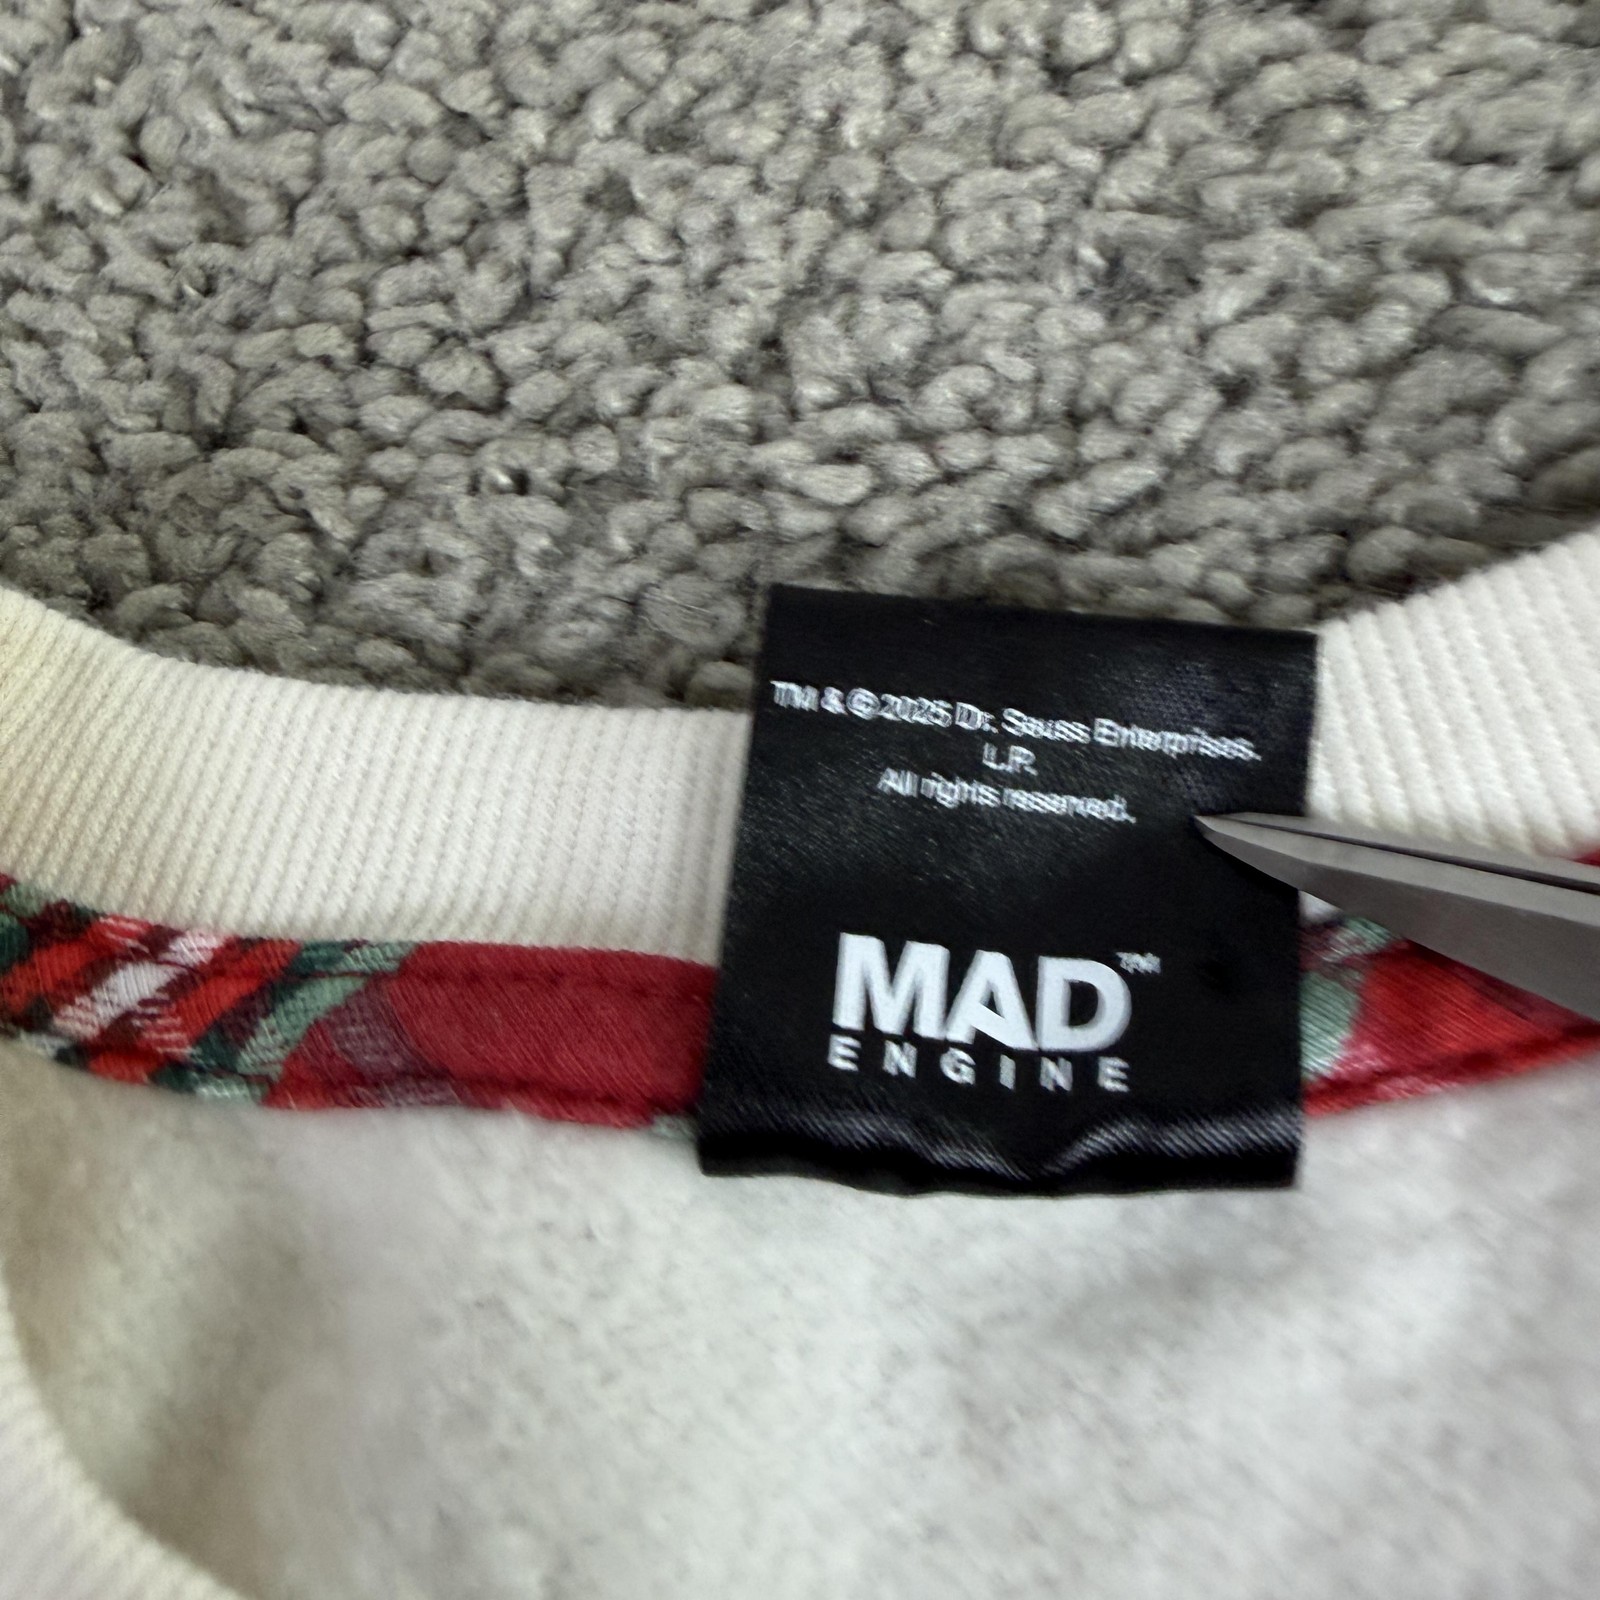 TM & © 2025 Dr. Seuss Enterprises.
L.P.
All rights reserved.
MAD™
ENGINE